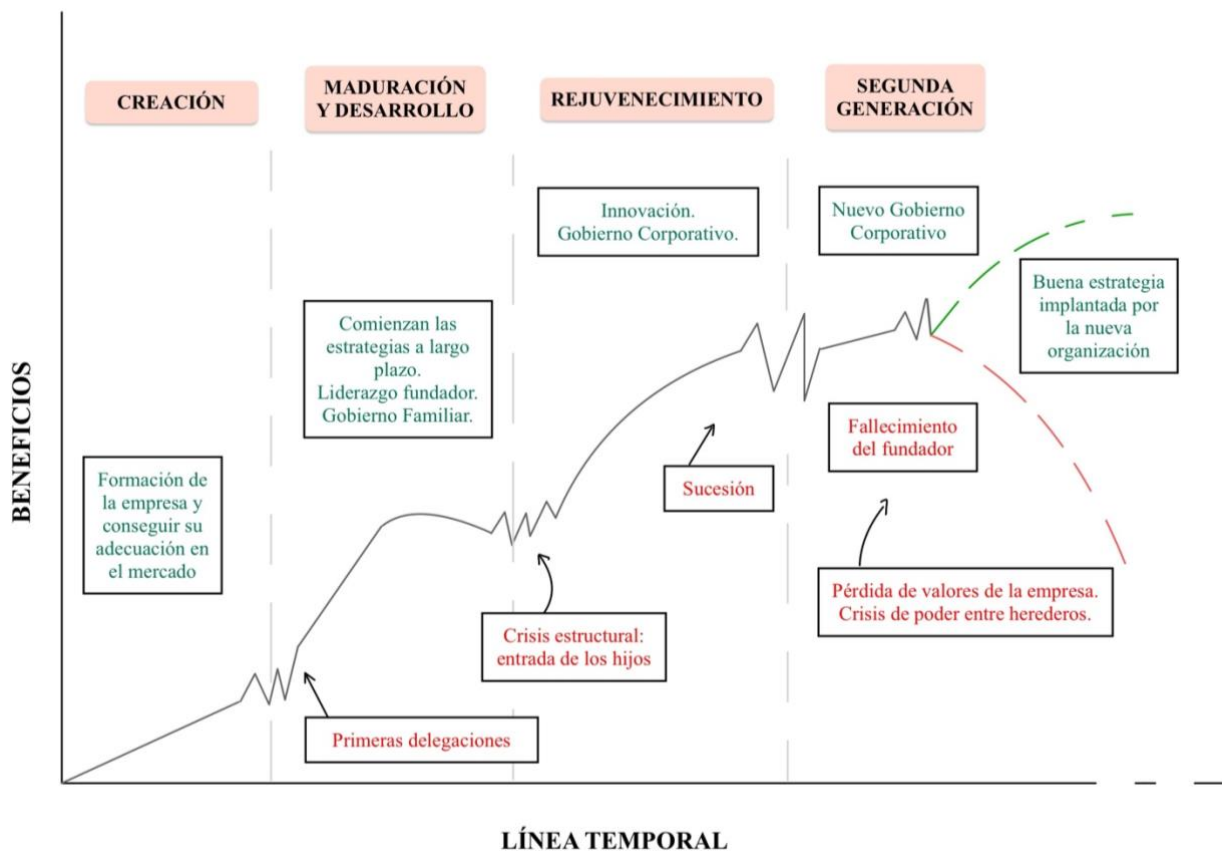 CREACIÓN
MADURACIÓN
Y DESARROLLO
REJUVENECIMIENTO
SEGUNDA
GENERACIÓN
Innovación.
Gobierno Corporativo.
Nuevo Gobierno
Corporativo
Buena estrategia
implantada por
la nueva
organización
Comienzan las
estrategias a largo
plazo.
Liderazgo fundador.
Gobierno Familiar.
Formación de
la empresa y
conseguir su
adecuación en
el mercado
Fallecimiento
del fundador
Sucesión
Pérdida de valores de la empresa.
Crisis de poder entre herederos.
Crisis estructural:
entrada de los hijos
Primeras delegaciones
BENEFICIOS
LÍNEA TEMPORAL